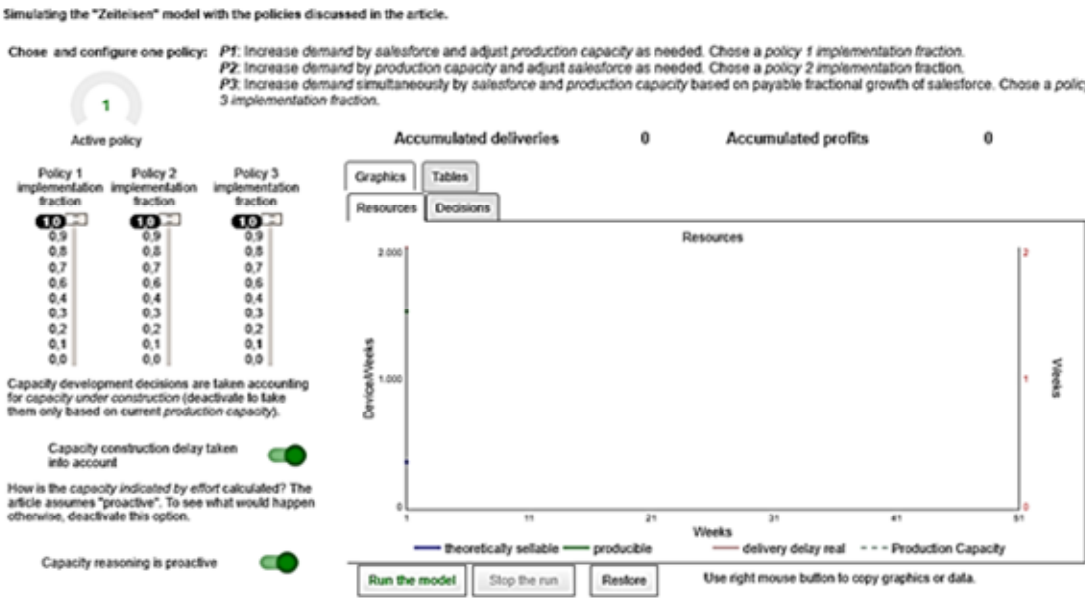 Simulating the "Zeiteisen" model with the policies discussed in the article.
Chose and configure one policy:
P1: Increase demand by salesforce and adjust production capacity as needed. Chose a policy 1 implementation fraction.
P2: Increase demand by production capacity and adjust salesforce as needed. Chose a policy 2 implementation fraction.
P3: Increase demand simultaneously by salesforce and production capacity based on payable fractional growth of salesforce. Chose a policy
3 implementation fraction.
1
Active policy
Accumulated deliveries 0 Accumulated profits 0
Policy 1 Policy 2 Policy 3
implementation implementation implementation
fraction fraction fraction
1,0 1,0 1,0
0,9 0,9 0,9
0,8 0,8 0,8
0,7 0,7 0,7
0,6 0,6 0,6
0,4 0,4 0,4
0,3 0,3 0,3
0,2 0,2 0,2
0,1 0,1 0,1
0,0 0,0 0,0
Capacity development decisions are taken accounting
for capacity under construction (deactivate to take
them only based on current production capacity).
Capacity construction delay taken
into account
How is the capacity indicated by effort calculated? The
article assumes "proactive". To see what would happen
otherwise, deactivate this option.
Capacity reasoning is proactive
Graphics Tables
Resources Decisions
Resources
2.000 2
Device/Weeks
1.000 1
Weeks
0 0
1 11 21 31 41 51
Weeks
theoretically sellable producible delivery delay real Production Capacity
Run the model Stop the run Restore Use right mouse button to copy graphics or data.